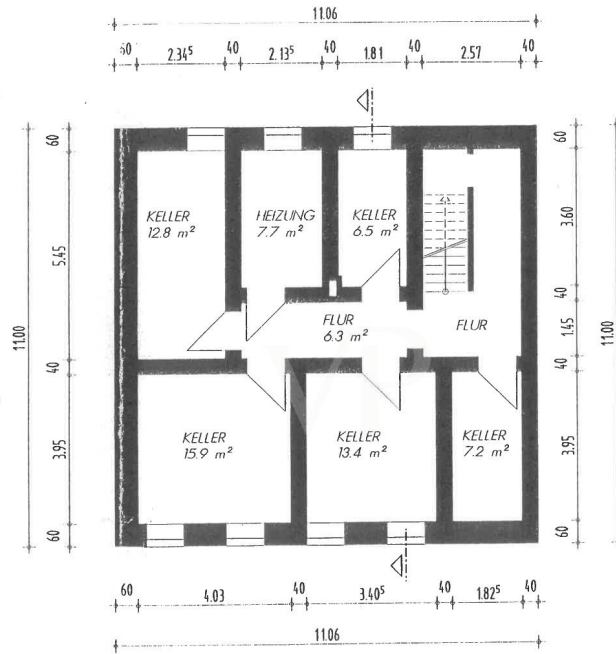 11.06
60 2.34⁵ 40 2.13⁵ 40 1.81 40 2.57 40
60
5.45
40
3.95
60
11.00
60
3.60
40
1.45
40
3.95
60
11.00
KELLER
12.8 m²
HEIZUNG
7.7 m²
KELLER
6.5 m²
FLUR
6.3 m²
FLUR
KELLER
15.9 m²
KELLER
13.4 m²
KELLER
7.2 m²
VP
60 4.03 40 3.40⁵ 40 1.82⁵ 40
11.06